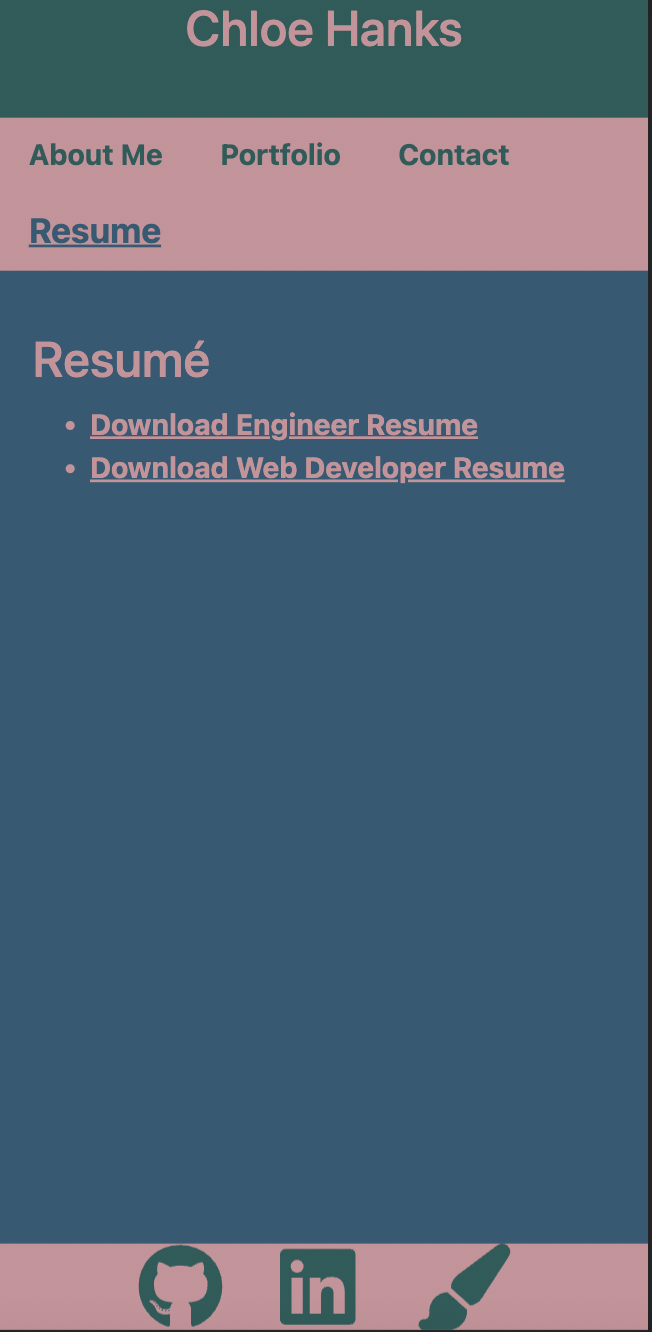 Chloe Hanks
About Me Portfolio Contact
Resume
Resumé
Download Engineer Resume
Download Web Developer Resume
in